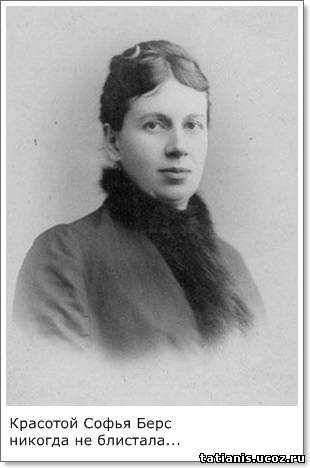 Красотой Софья Берс
никогда не блистала...
tatianis.ucoz.ru